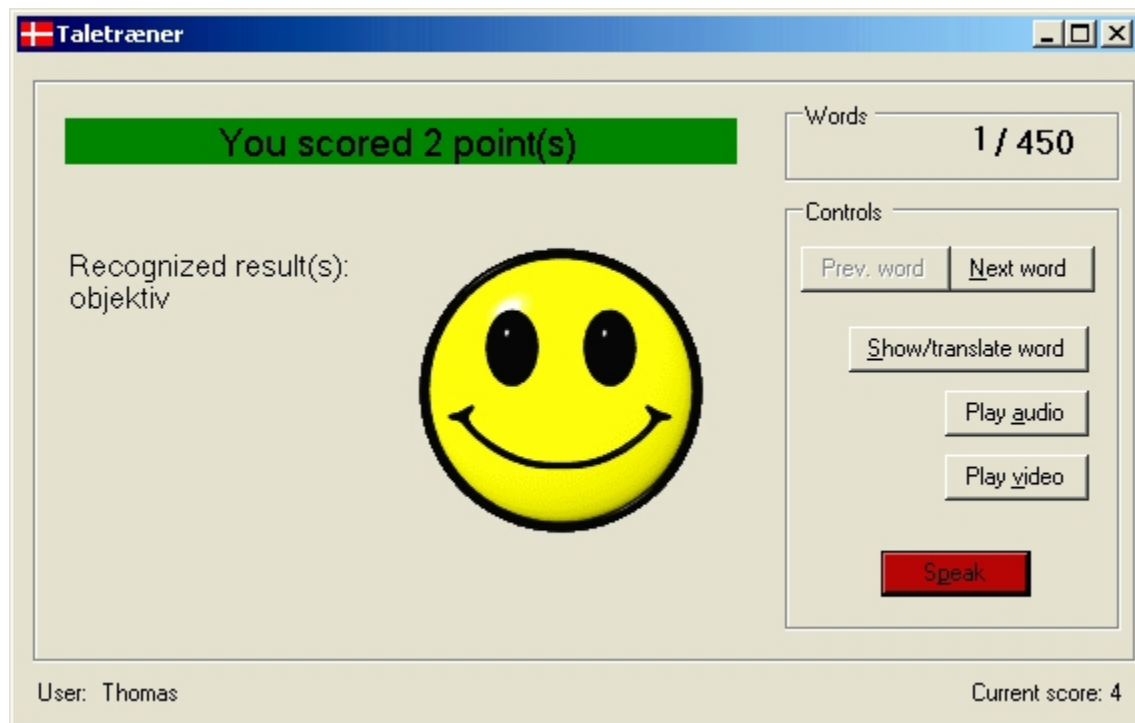 Taletræner
You scored 2 point(s)
Recognized result(s):
objektiv
Words
1 / 450
Controls
Prev. word
Next word
Show/translate word
Play audio
Play video
Speak
User: Thomas
Current score: 4